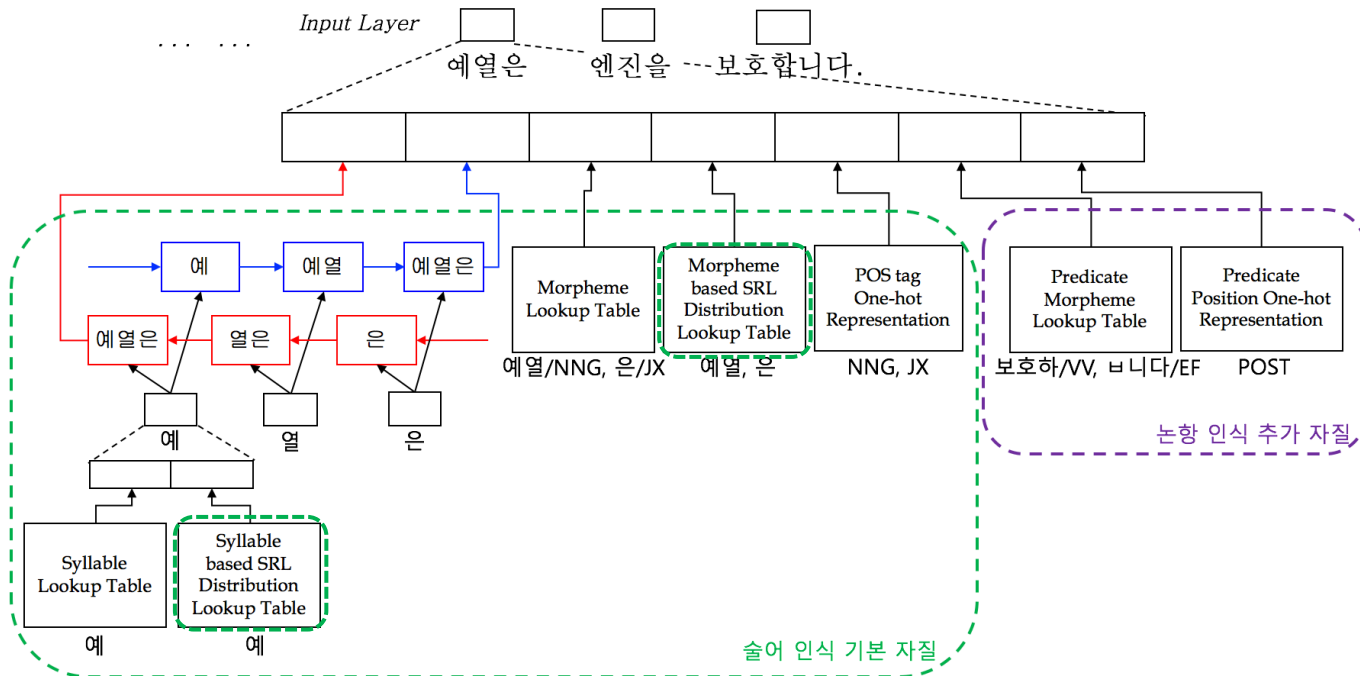 Input Layer
... ...
예열은 엔진을 보호합니다.
예 예열 예열은
예열은 열은 은
예 열 은
Morpheme
Lookup Table
예열/NNG, 은/JX
Morpheme
based SRL
Distribution
Lookup Table
예열, 은
POS tag
One-hot
Representation
NNG, JX
Predicate
Morpheme
Lookup Table
보호하/VV, ㅂ니다/EF
Predicate
Position One-hot
Representation
POST
논항 인식 추가 자질
Syllable
Lookup Table
예
Syllable
based SRL
Distribution
Lookup Table
예
술어 인식 기본 자질